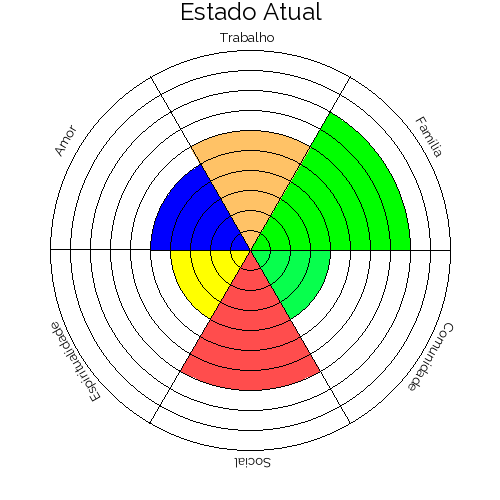 Estado Atual
Trabalho
Família
Comunidade
Social
Espiritualidade
Amor